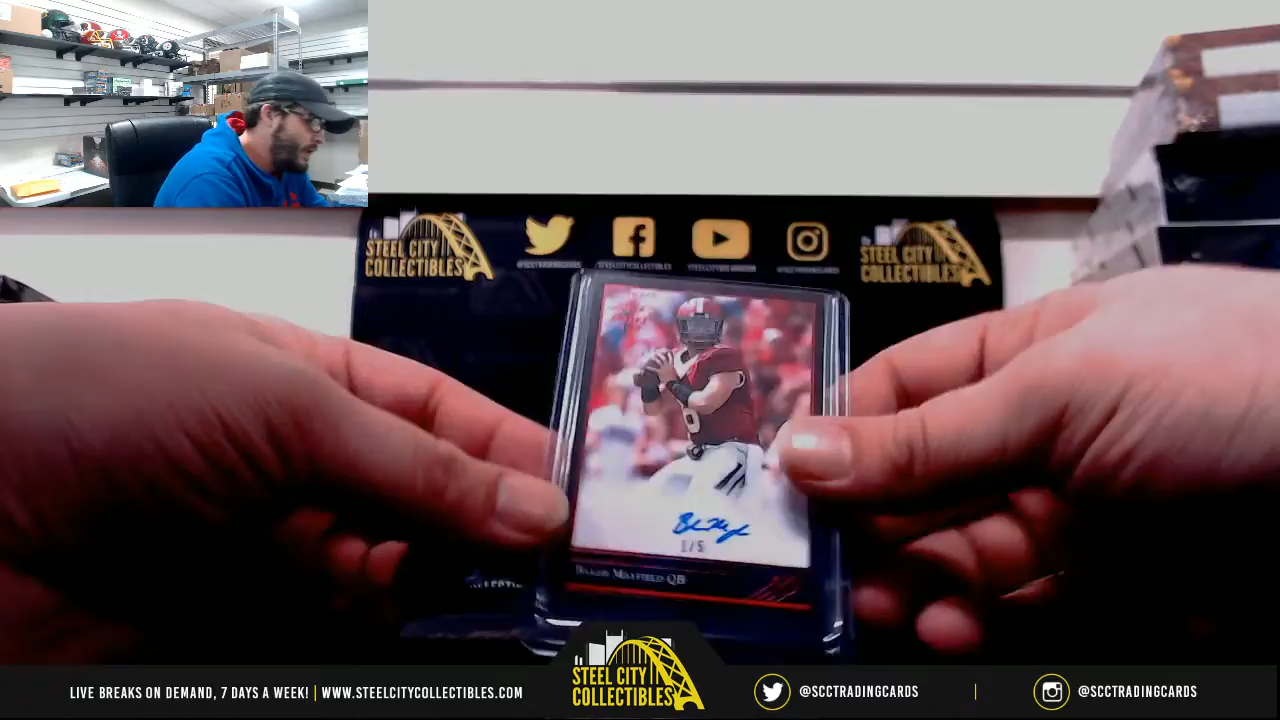 STEEL CITY
COLLECTIBLES
STEEL CITY
COLLECTIBLES
6
1/5
BAKER MAYFIELD QB
STEEL CITY
COLLECTIBLES
LIVE BREAKS ON DEMAND, 7 DAYS A WEEK! | WWW.STEELCITYCOLLECTIBLES.COM
@SCCTRADINGCARDS
@SCCTRADINGCARDS